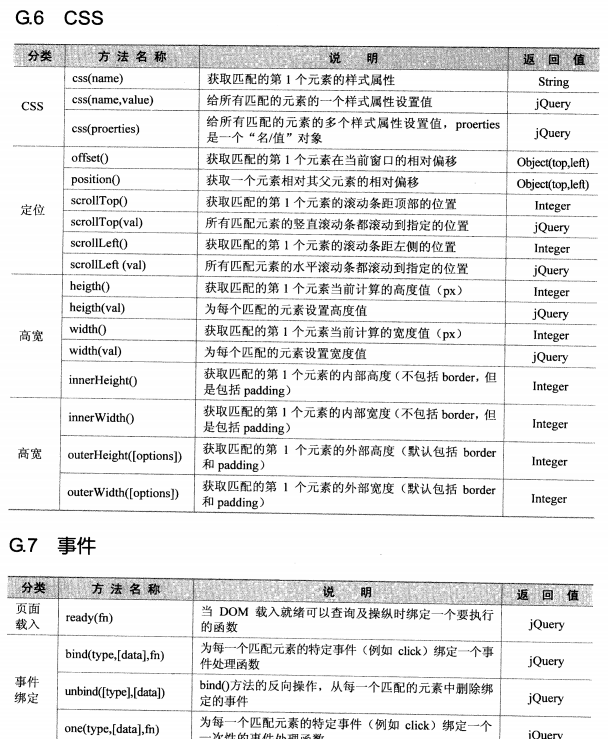 G.6 CSS
分类 方法名称 说明 返回值
CSS
css(name) 获取匹配的第 1 个元素的样式属性 String
css(name,value) 给所有匹配的元素的一个样式属性设置值 jQuery
css(proerties) 给所有匹配的元素的多个样式属性设置值，proerties
是一个“名/值”对象 jQuery
定位
offset() 获取匹配的第 1 个元素在当前窗口的相对偏移 Object(top,left)
position() 获取一个元素相对其父元素的相对偏移 Object(top,left)
scrollTop() 获取匹配的第 1 个元素的滚动条距顶部的位置 Integer
scrollTop(val) 所有匹配元素的竖直滚动条都滚动到指定的位置 jQuery
scrollLeft() 获取匹配的第 1 个元素的滚动条距左侧的位置 Integer
scrollLeft (val) 所有匹配元素的水平滚动条都滚动到指定的位置 jQuery
高宽
heigth() 获取匹配的第 1 个元素当前计算的高度值（px） Integer
heigth(val) 为每个匹配的元素设置高度值 jQuery
width() 获取匹配的第 1 个元素当前计算的宽度值（px） Integer
width(val) 为每个匹配的元素设置宽度值 jQuery
innerHeight() 获取匹配的第 1 个元素的内部高度（不包括 border，但
是包括 padding） Integer
高宽
innerWidth() 获取匹配的第 1 个元素的内部宽度（不包括 border，但
是包括 padding） Integer
outerHeight([options]) 获取匹配的第 1 个元素的外部高度（默认包括 border
和 padding） Integer
outerWidth([options]) 获取匹配的第 1 个元素的外部宽度（默认包括 border
和 padding） Integer
G.7 事件
分类 方法名称 说明 返回值
页面
载入
ready(fn) 当 DOM 载入就绪可以查询及操纵时绑定一个要执行
的函数 jQuery
事件
绑定
bind(type,[data],fn) 为每一个匹配元素的特定事件（例如 click）绑定一个事
件处理函数 jQuery
unbind([type],[data]) bind()方法的反向操作，从每一个匹配的元素中删除绑
定的事件 jQuery
one(type,[data],fn) 为每一个匹配元素的特定事件（例如 click）绑定一个
一次性的事件处理函数 jQuery